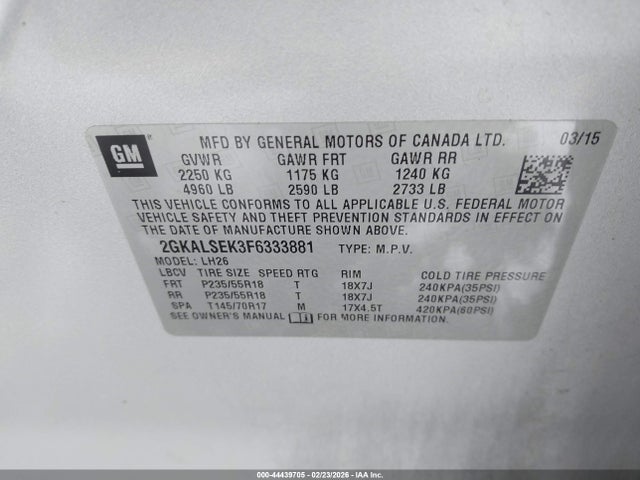 GM
MFD BY GENERAL MOTORS OF CANADA LTD. 03/15
GVWR GAWR FRT GAWR RR
2250 KG 1175 KG 1240 KG
4960 LB 2590 LB 2733 LB
THIS VEHICLE CONFORMS TO ALL APPLICABLE U.S. FEDERAL MOTOR
VEHICLE SAFETY AND THEFT PREVENTION STANDARDS IN EFFECT ON
THE DATE OF MANUFACTURE SHOWN ABOVE.
2GKALSEK3F6333881 TYPE: M.P.V.
MODEL: LH26
LBCV TIRE SIZE SPEED RTG RIM COLD TIRE PRESSURE
FRT P235/55R18 T 18X7J 240KPA(35PSI)
RR P235/55R18 T 18X7J 240KPA(35PSI)
SPA T145/70R17 M 17X4.5T 420KPA(60PSI)
SEE OWNER'S MANUAL FOR MORE INFORMATION.
000-44439705 - 02/23/2026 - IAAI.COM